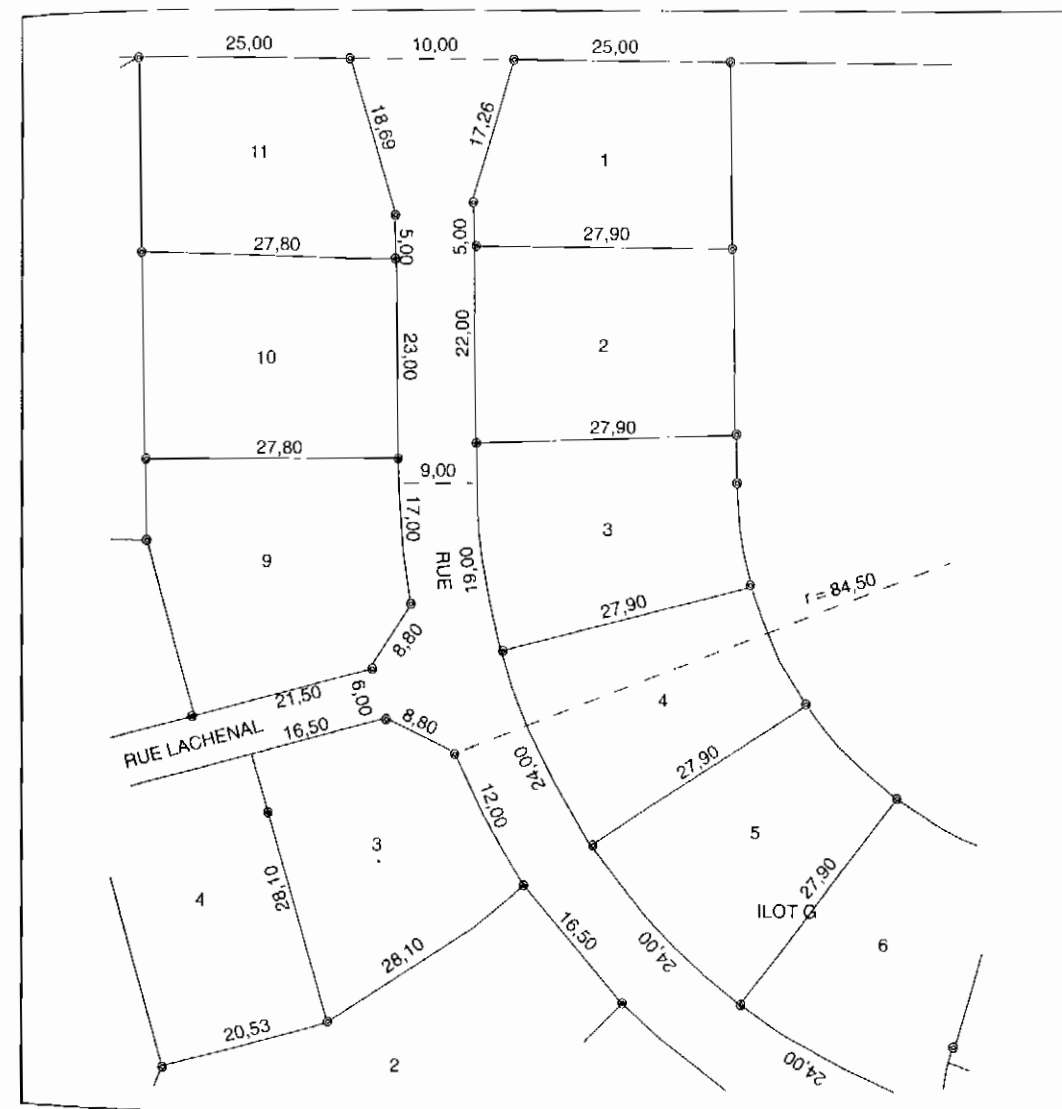 25,00 10,00 25,00
18,69 17,26
11 1
5,00 5,00
27,80 27,90
23,00 22,00
10 2
27,80 27,90
9,00
17,00 19,00
RUE
9 3
27,90 r = 84,50
8,80
21,50 6,00 4
RUE LACHENAL 16,50 8,80
24,00 27,90
12,00
3 5
4 28,10 27,90
ILOT G
16,50 6
28,10 24,00
20,53
2 24,00